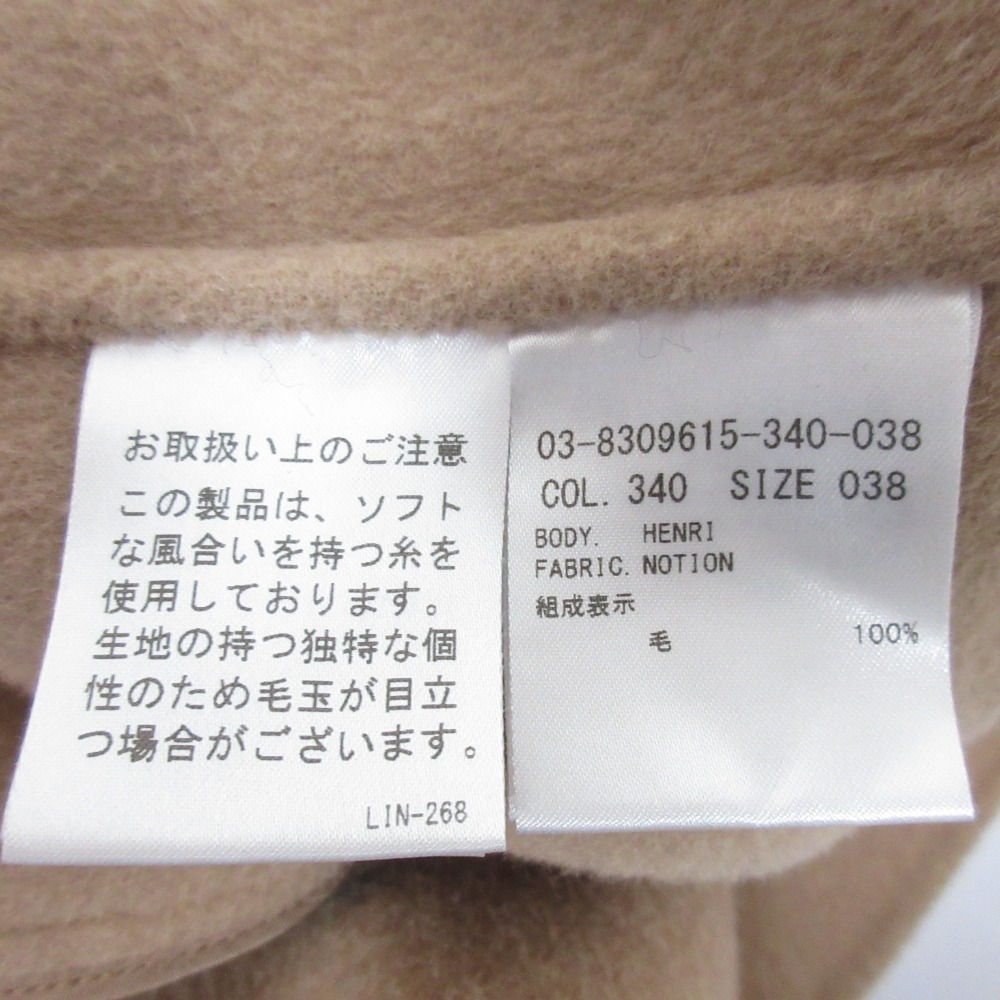 お取扱い上のご注意
この製品は、ソフト
な風合いを持つ糸を
使用しております。
生地の持つ独特な個
性のため毛玉が目立
つ場合がございます。
LIN-268
03-8309615-340-038
COL. 340 SIZE 038
BODY. HENRI
FABRIC. NOTION
組成表示
毛 100%